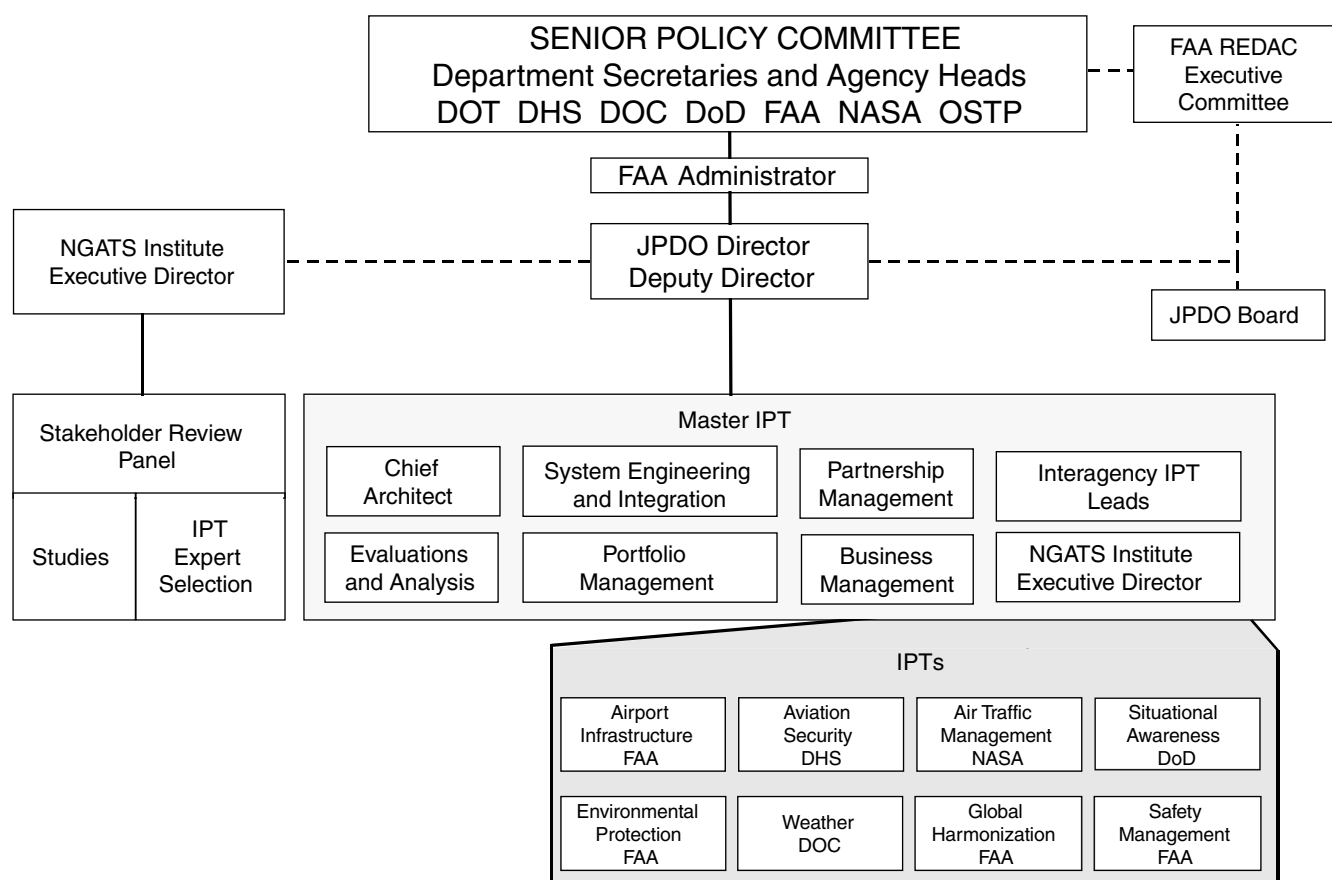 SENIOR POLICY COMMITTEE
Department Secretaries and Agency Heads
DOT DHS DOC DoD FAA NASA OSTP
FAA REDAC
Executive
Committee
FAA Administrator
NGATS Institute
Executive Director
JPDO Director
Deputy Director
JPDO Board
Stakeholder Review
Panel
Studies
IPT
Expert
Selection
Master IPT
Chief
Architect
System Engineering
and Integration
Partnership
Management
Interagency IPT
Leads
Evaluations
and Analysis
Portfolio
Management
Business
Management
NGATS Institute
Executive Director
IPTs
Airport
Infrastructure
FAA
Aviation
Security
DHS
Air Traffic
Management
NASA
Situational
Awareness
DoD
Environmental
Protection
FAA
Weather
DOC
Global
Harmonization
FAA
Safety
Management
FAA